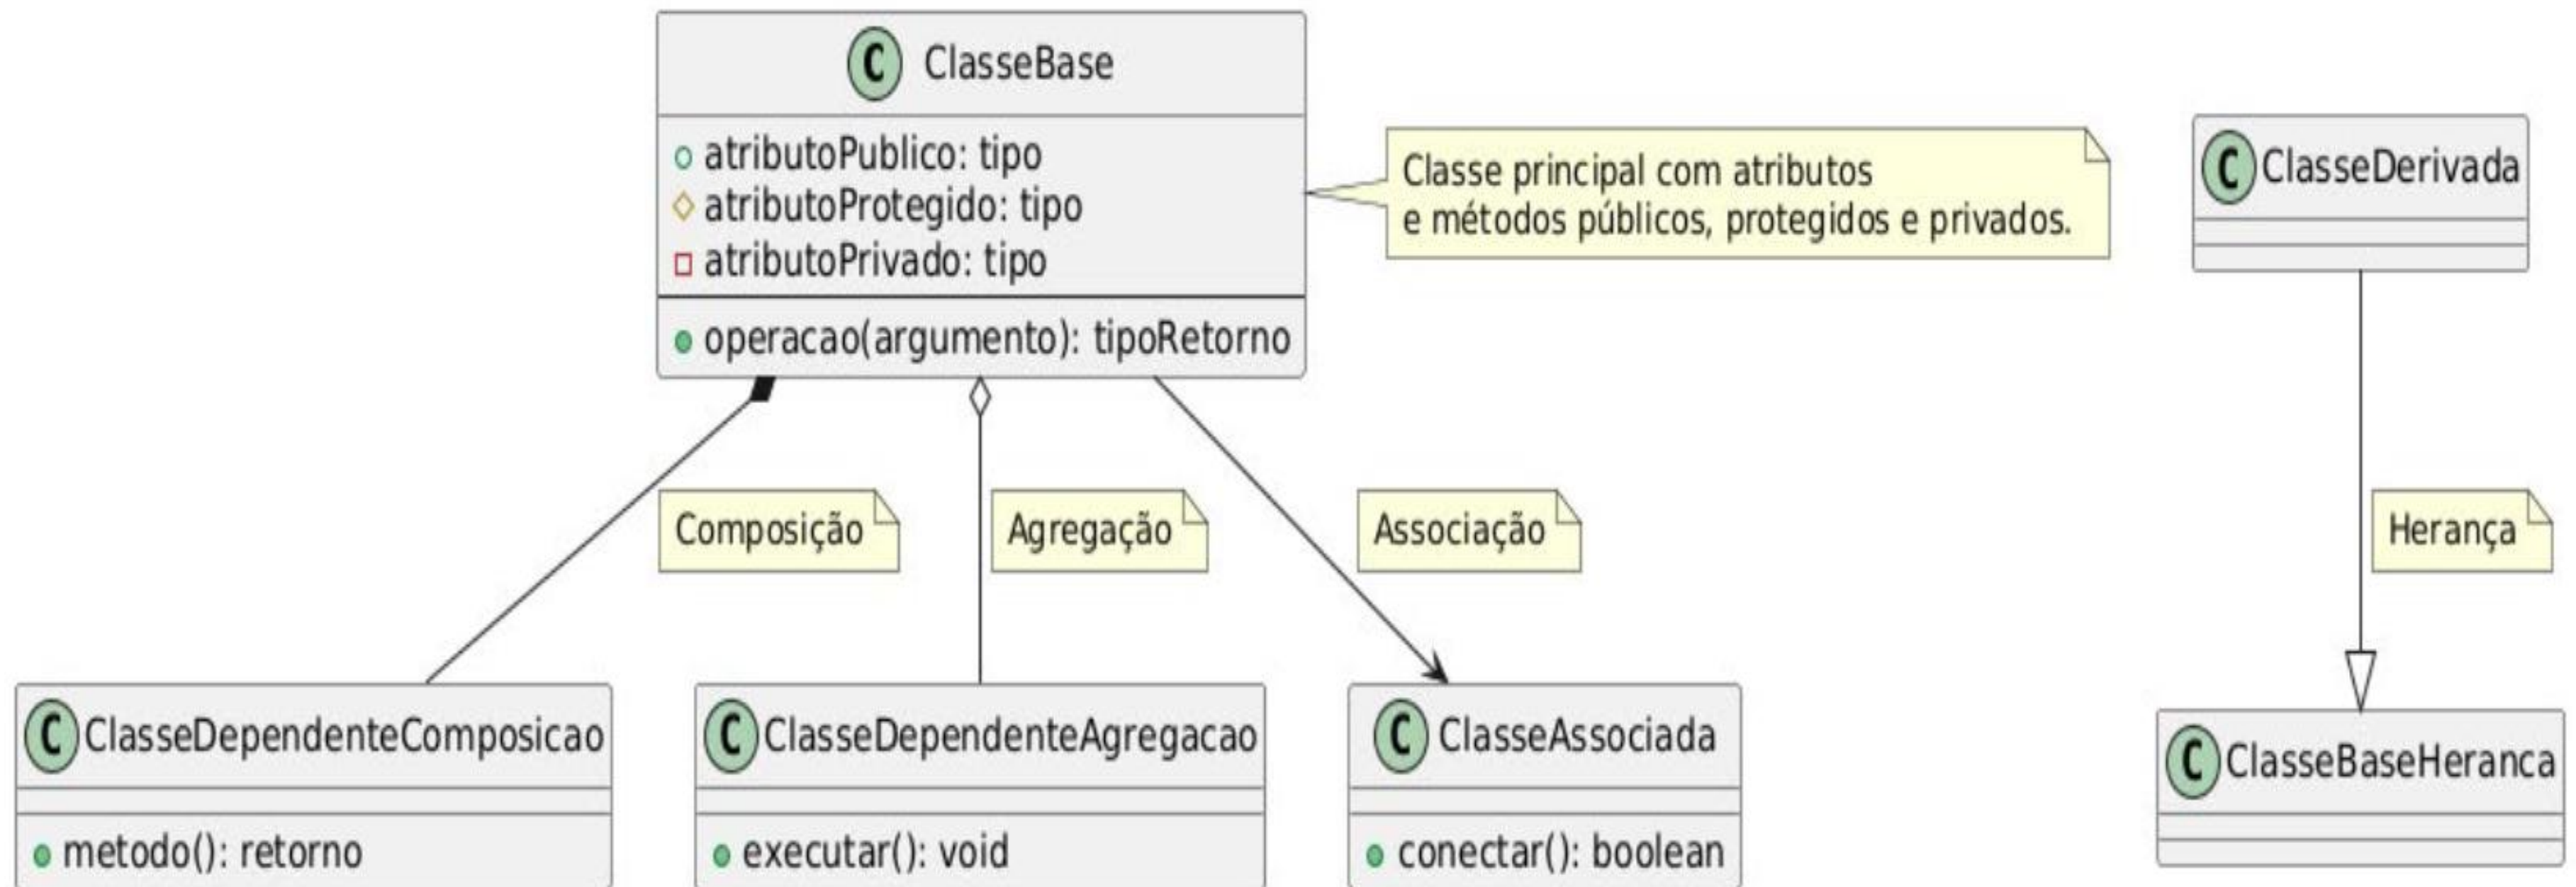 C ClasseBase
atributoPublico: tipo
atributoProtegido: tipo
atributoPrivado: tipo
operacao(argumento): tipoRetorno
Classe principal com atributos
e métodos públicos, protegidos e privados.
C ClasseDerivada
Composição
Agregação
Associação
Herança
C ClasseDependenteComposicao
metodo(): retorno
C ClasseDependenteAgregacao
executar(): void
C ClasseAssociada
conectar(): boolean
C ClasseBaseHeranca